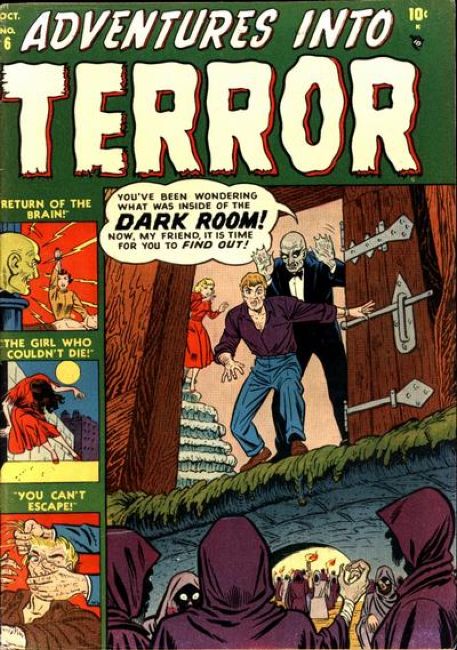 OCT.
NO.
6
ADVENTURES INTO
10¢
K
TERROR
RETURN OF THE
BRAIN!"
"THE GIRL WHO
COULDN'T DIE!"
"YOU CAN'T
ESCAPE!"
YOU'VE BEEN WONDERING
WHAT WAS INSIDE OF THE
DARK ROOM!
NOW, MY FRIEND, IT IS TIME
FOR YOU TO FIND OUT!